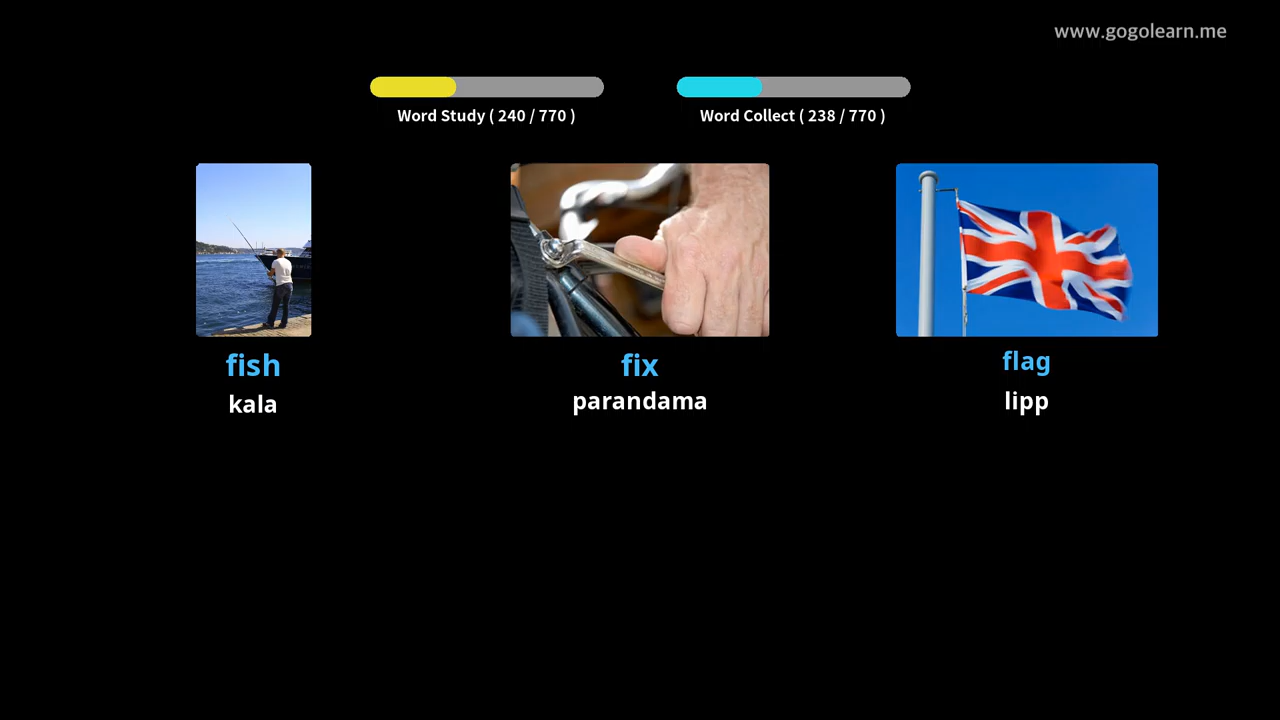 www.gogolearn.me
Word Study ( 240 / 770 )
Word Collect ( 238 / 770 )
fish
kala
fix
parandama
flag
lipp